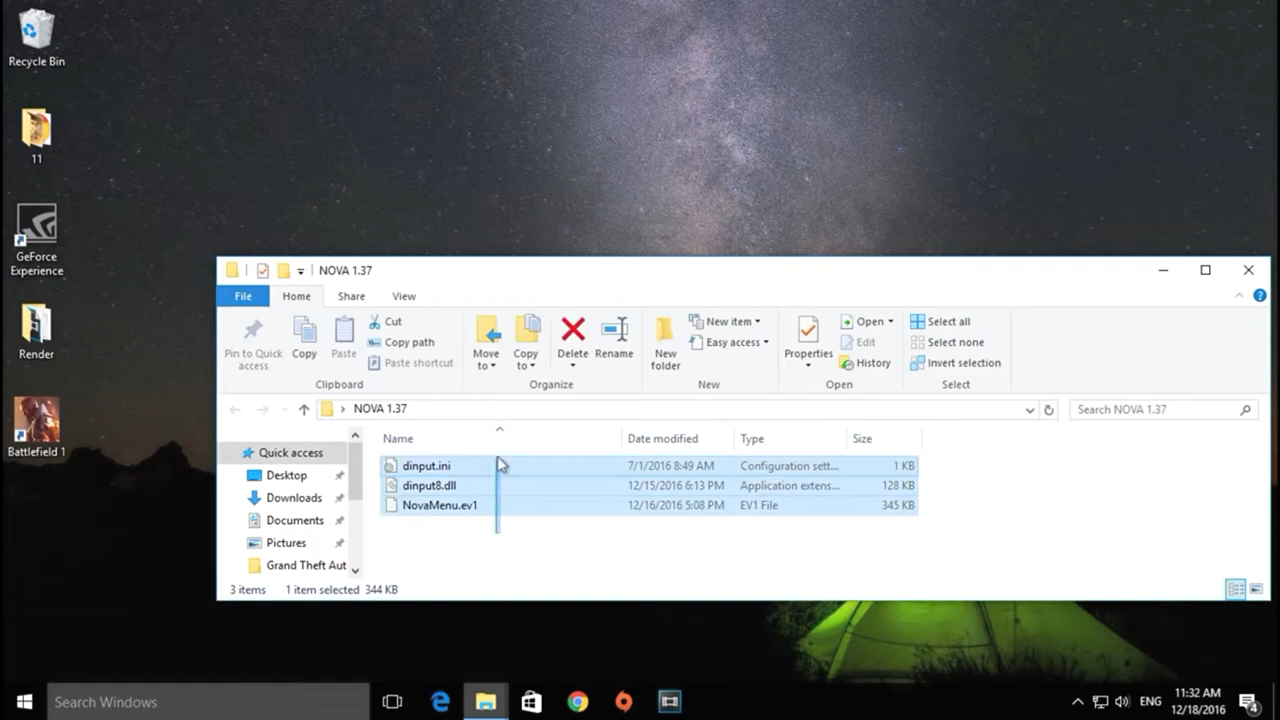 Recycle Bin
11
GeForce
Experience
Render
Battlefield 1
NOVA 1.37
File Home Share View
Pin to Quick
access
Copy
Paste
Cut
Copy path
Paste shortcut
Clipboard
Move
to
Copy
to
Delete
Rename
Organize
New
folder
New item
Easy access
New
Properties
Open
Edit
History
Open
Select all
Select none
Invert selection
Select
NOVA 1.37
Search NOVA 1.37
Quick access
Desktop
Downloads
Documents
Pictures
Grand Theft Aut
Name Date modified Type Size
dinput.ini 7/1/2016 8:49 AM Configuration sett... 1 KB
dinput8.dll 12/15/2016 6:13 PM Application extens... 128 KB
NovaMenu.ev1 12/16/2016 5:08 PM EV1 File 345 KB
3 items 1 item selected 344 KB
Search Windows
ENG
11:32 AM
12/18/2016
4